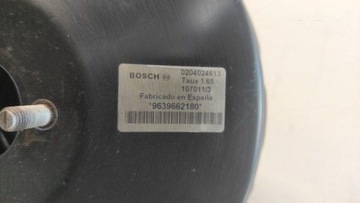 BOSCH 0204024613
Taux 1.65
107011/3
Fabricado en España
*9639662180*